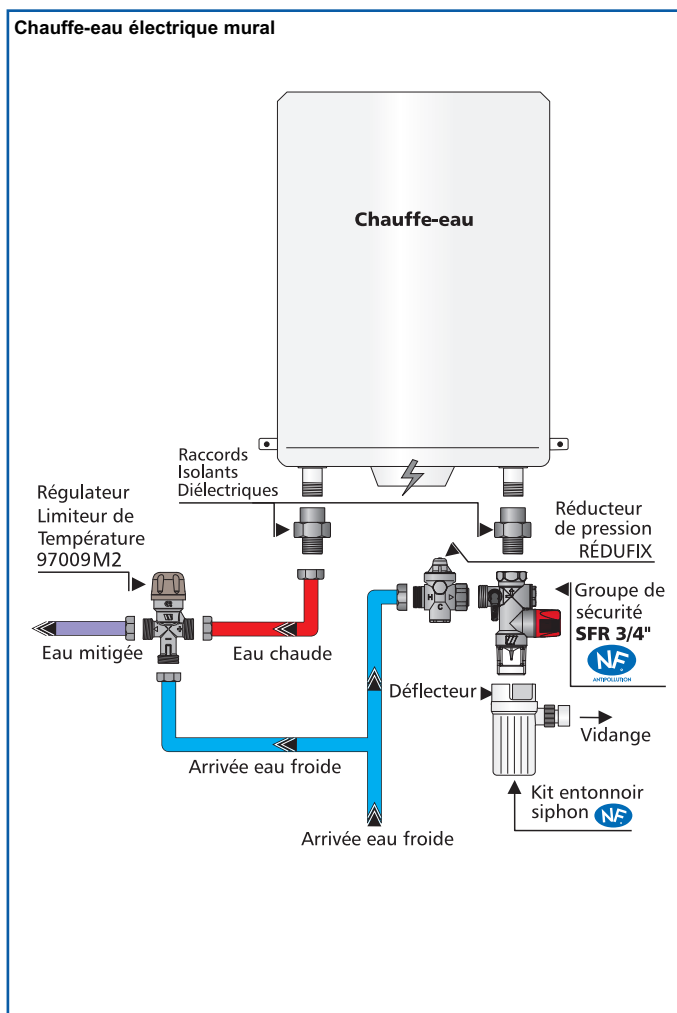 Chauffe-eau électrique mural
Chauffe-eau
Raccords
Isolants
Diélectriques
Régulateur
Limiteur de
Température
97009M2
Réducteur
de pression
RÉDUFIX
Groupe de
sécurité
SFR 3/4"
NF
ANTIPOLLUTION
Eau mitigée
Eau chaude
H
C
Déflecteur
Vidange
Arrivée eau froide
Kit entonnoir
siphon NF
Arrivée eau froide